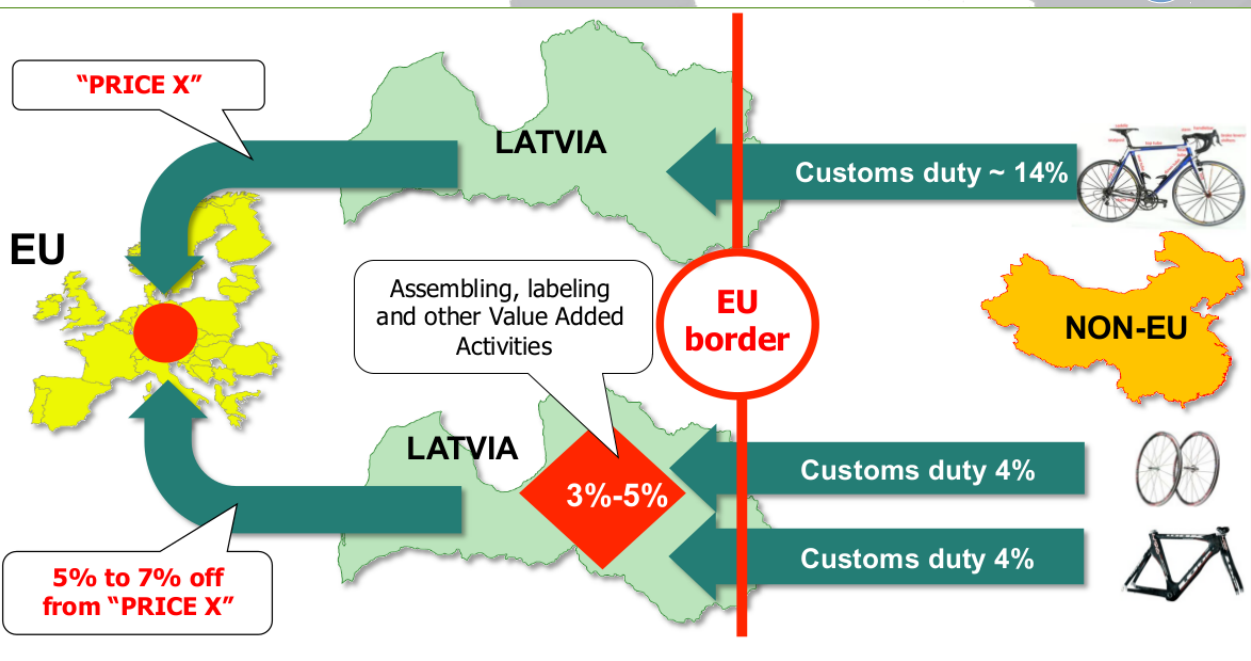 “PRICE X”
LATVIA
Customs duty ~ 14%
EU
Assembling, labeling
and other Value Added
Activities
EU
border
NON-EU
LATVIA
3%-5%
Customs duty 4%
Customs duty 4%
5% to 7% off
from “PRICE X”